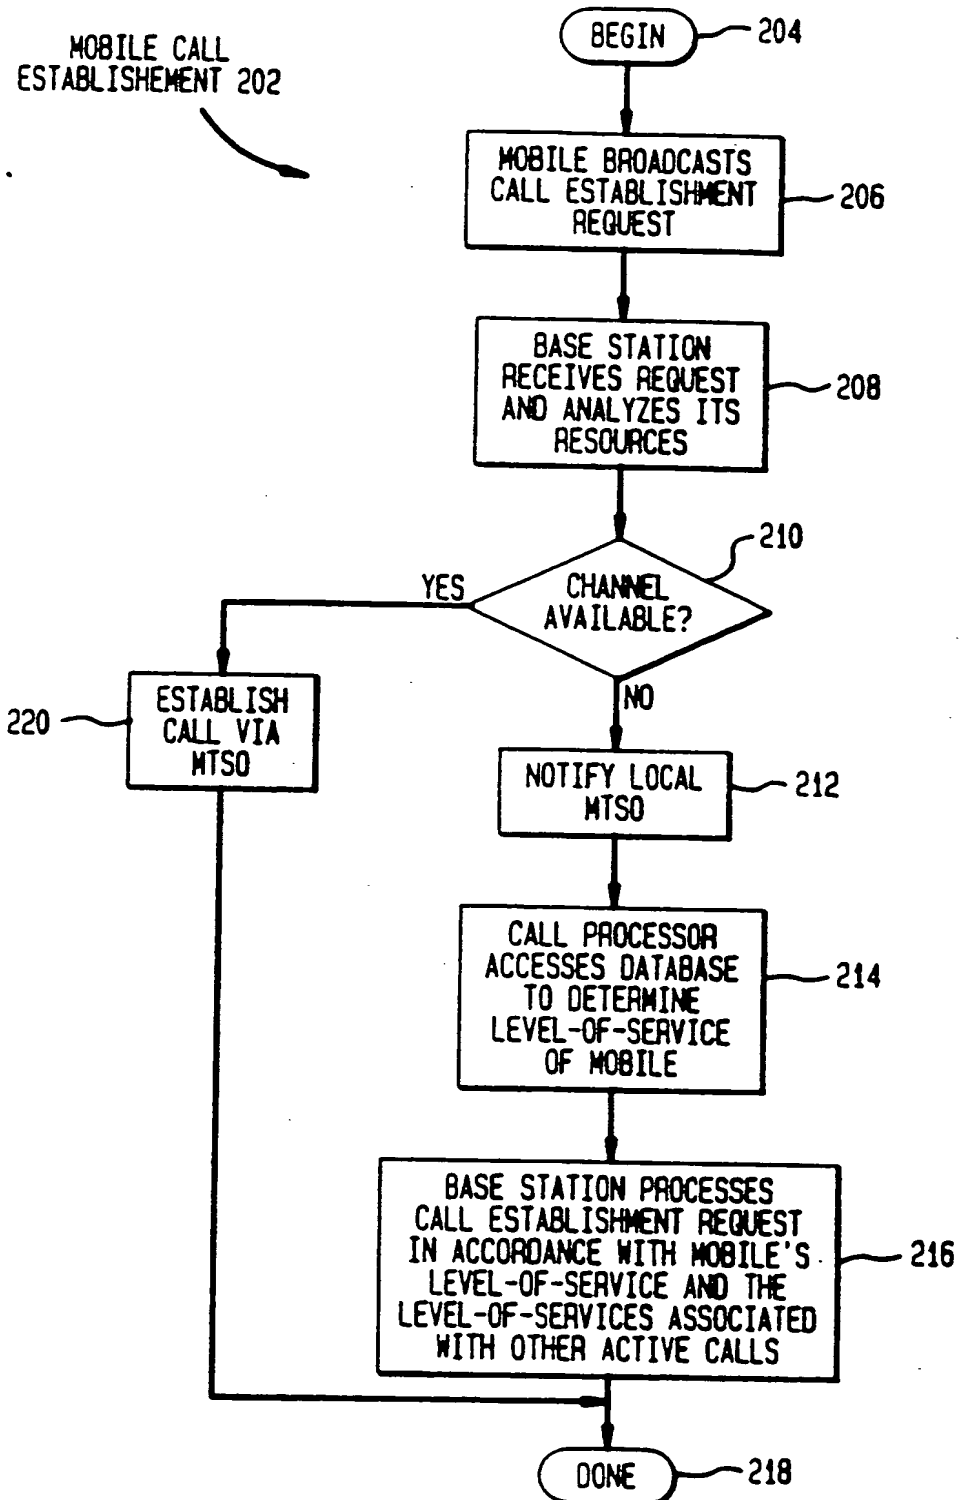 MOBILE CALL
ESTABLISHEMENT 202
BEGIN
204
MOBILE BROADCASTS
CALL ESTABLISHMENT
REQUEST
206
BASE STATION
RECEIVES REQUEST
AND ANALYZES ITS
RESOURCES
208
CHANNEL
AVAILABLE?
210
YES
NO
ESTABLISH
CALL VIA
MTSO
220
NOTIFY LOCAL
MTSO
212
CALL PROCESSOR
ACCESSES DATABASE
TO DETERMINE
LEVEL-OF-SERVICE
OF MOBILE
214
BASE STATION PROCESSES
CALL ESTABLISHMENT REQUEST
IN ACCORDANCE WITH MOBILE'S
LEVEL-OF-SERVICE AND THE
LEVEL-OF-SERVICES ASSOCIATED
WITH OTHER ACTIVE CALLS
216
DONE
218